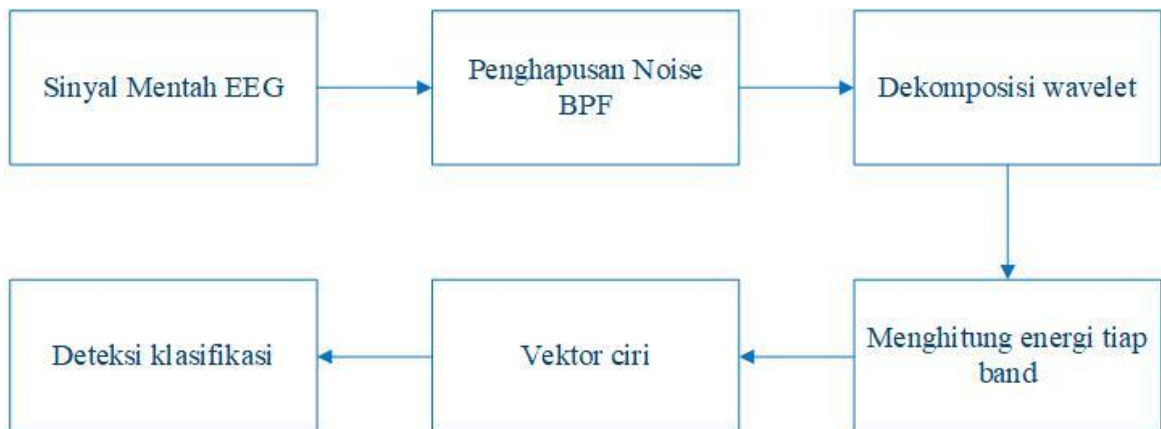 Sinyal Mentah EEG
Penghapusan Noise
BPF
Dekomposisi wavelet
Menghitung energi tiap
band
Vektor ciri
Deteksi klasifikasi